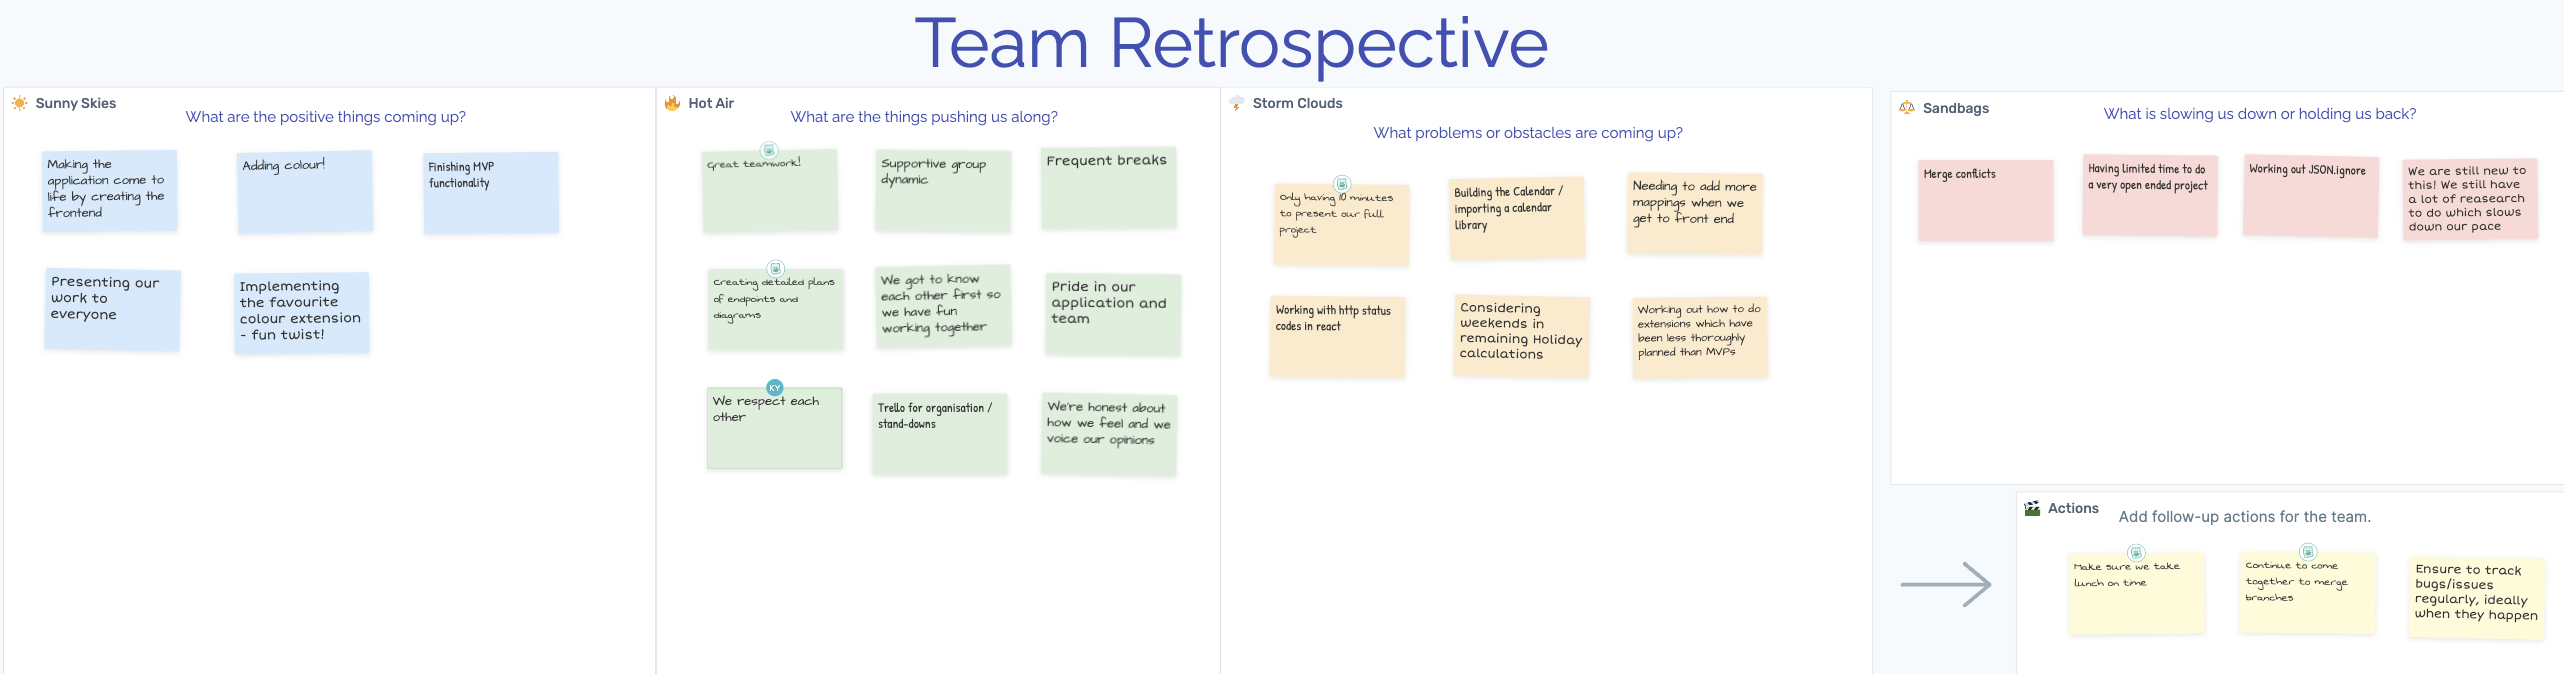 Team Retrospective
Sunny Skies
What are the positive things coming up?
Making the
application come to
life by creating the
frontend
Adding colour!
Finishing MVP
functionality
Presenting our
work to
everyone
Implementing
the favourite
colour extension
- fun twist!
Hot Air
What are the things pushing us along?
Great teamwork!
Supportive group
dynamic
Frequent breaks
Creating detailed plans
of endpoints and
diagrams
We got to know
each other first so
we have fun
working together
Pride in our
application and
team
KY
We respect each
other
Trello for organisation /
stand-downs
We're honest about
how we feel and we
voice our opinions
Storm Clouds
What problems or obstacles are coming up?
Only having 10 minutes
to present our full
project
Building the Calendar /
importing a calendar
library
Needing to add more
mappings when we
get to front end
Working with http status
codes in react
Considering
weekends in
remaining Holiday
calculations
Working out how to do
extensions which have
been less thoroughly
planned than MVPs
Sandbags
What is slowing us down or holding us back?
Merge conflicts
Having limited time to do
a very open ended project
Working out JSON.ignore
We are still new to
this! We still have
a lot of reasearch
to do which slows
down our pace
Actions
Add follow-up actions for the team.
Make sure we take
lunch on time
Continue to come
together to merge
branches
Ensure to track
bugs/issues
regularly, ideally
when they happen